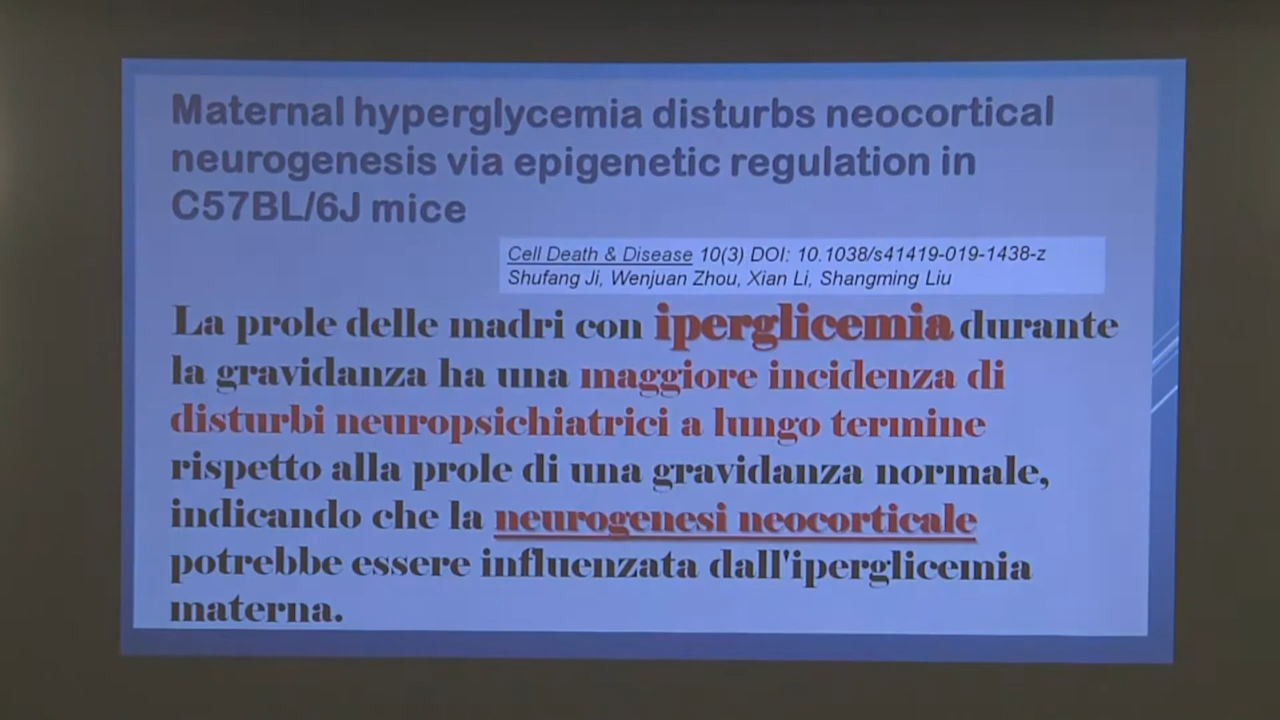 Maternal hyperglycemia disturbs neocortical
neurogenesis via epigenetic regulation in
C57BL/6J mice
Cell Death & Disease 10(3) DOI: 10.1038/s41419-019-1438-z
Shufang Ji, Wenjuan Zhou, Xian Li, Shangming Liu
La prole delle madri con iperglicemia durante
la gravidanza ha una maggiore incidenza di
disturbi neuropsichiatrici a lungo termine
rispetto alla prole di una gravidanza normale,
indicando che la neurogenesi neocorticale
potrebbe essere influenzata dall'iperglicemia
materna.